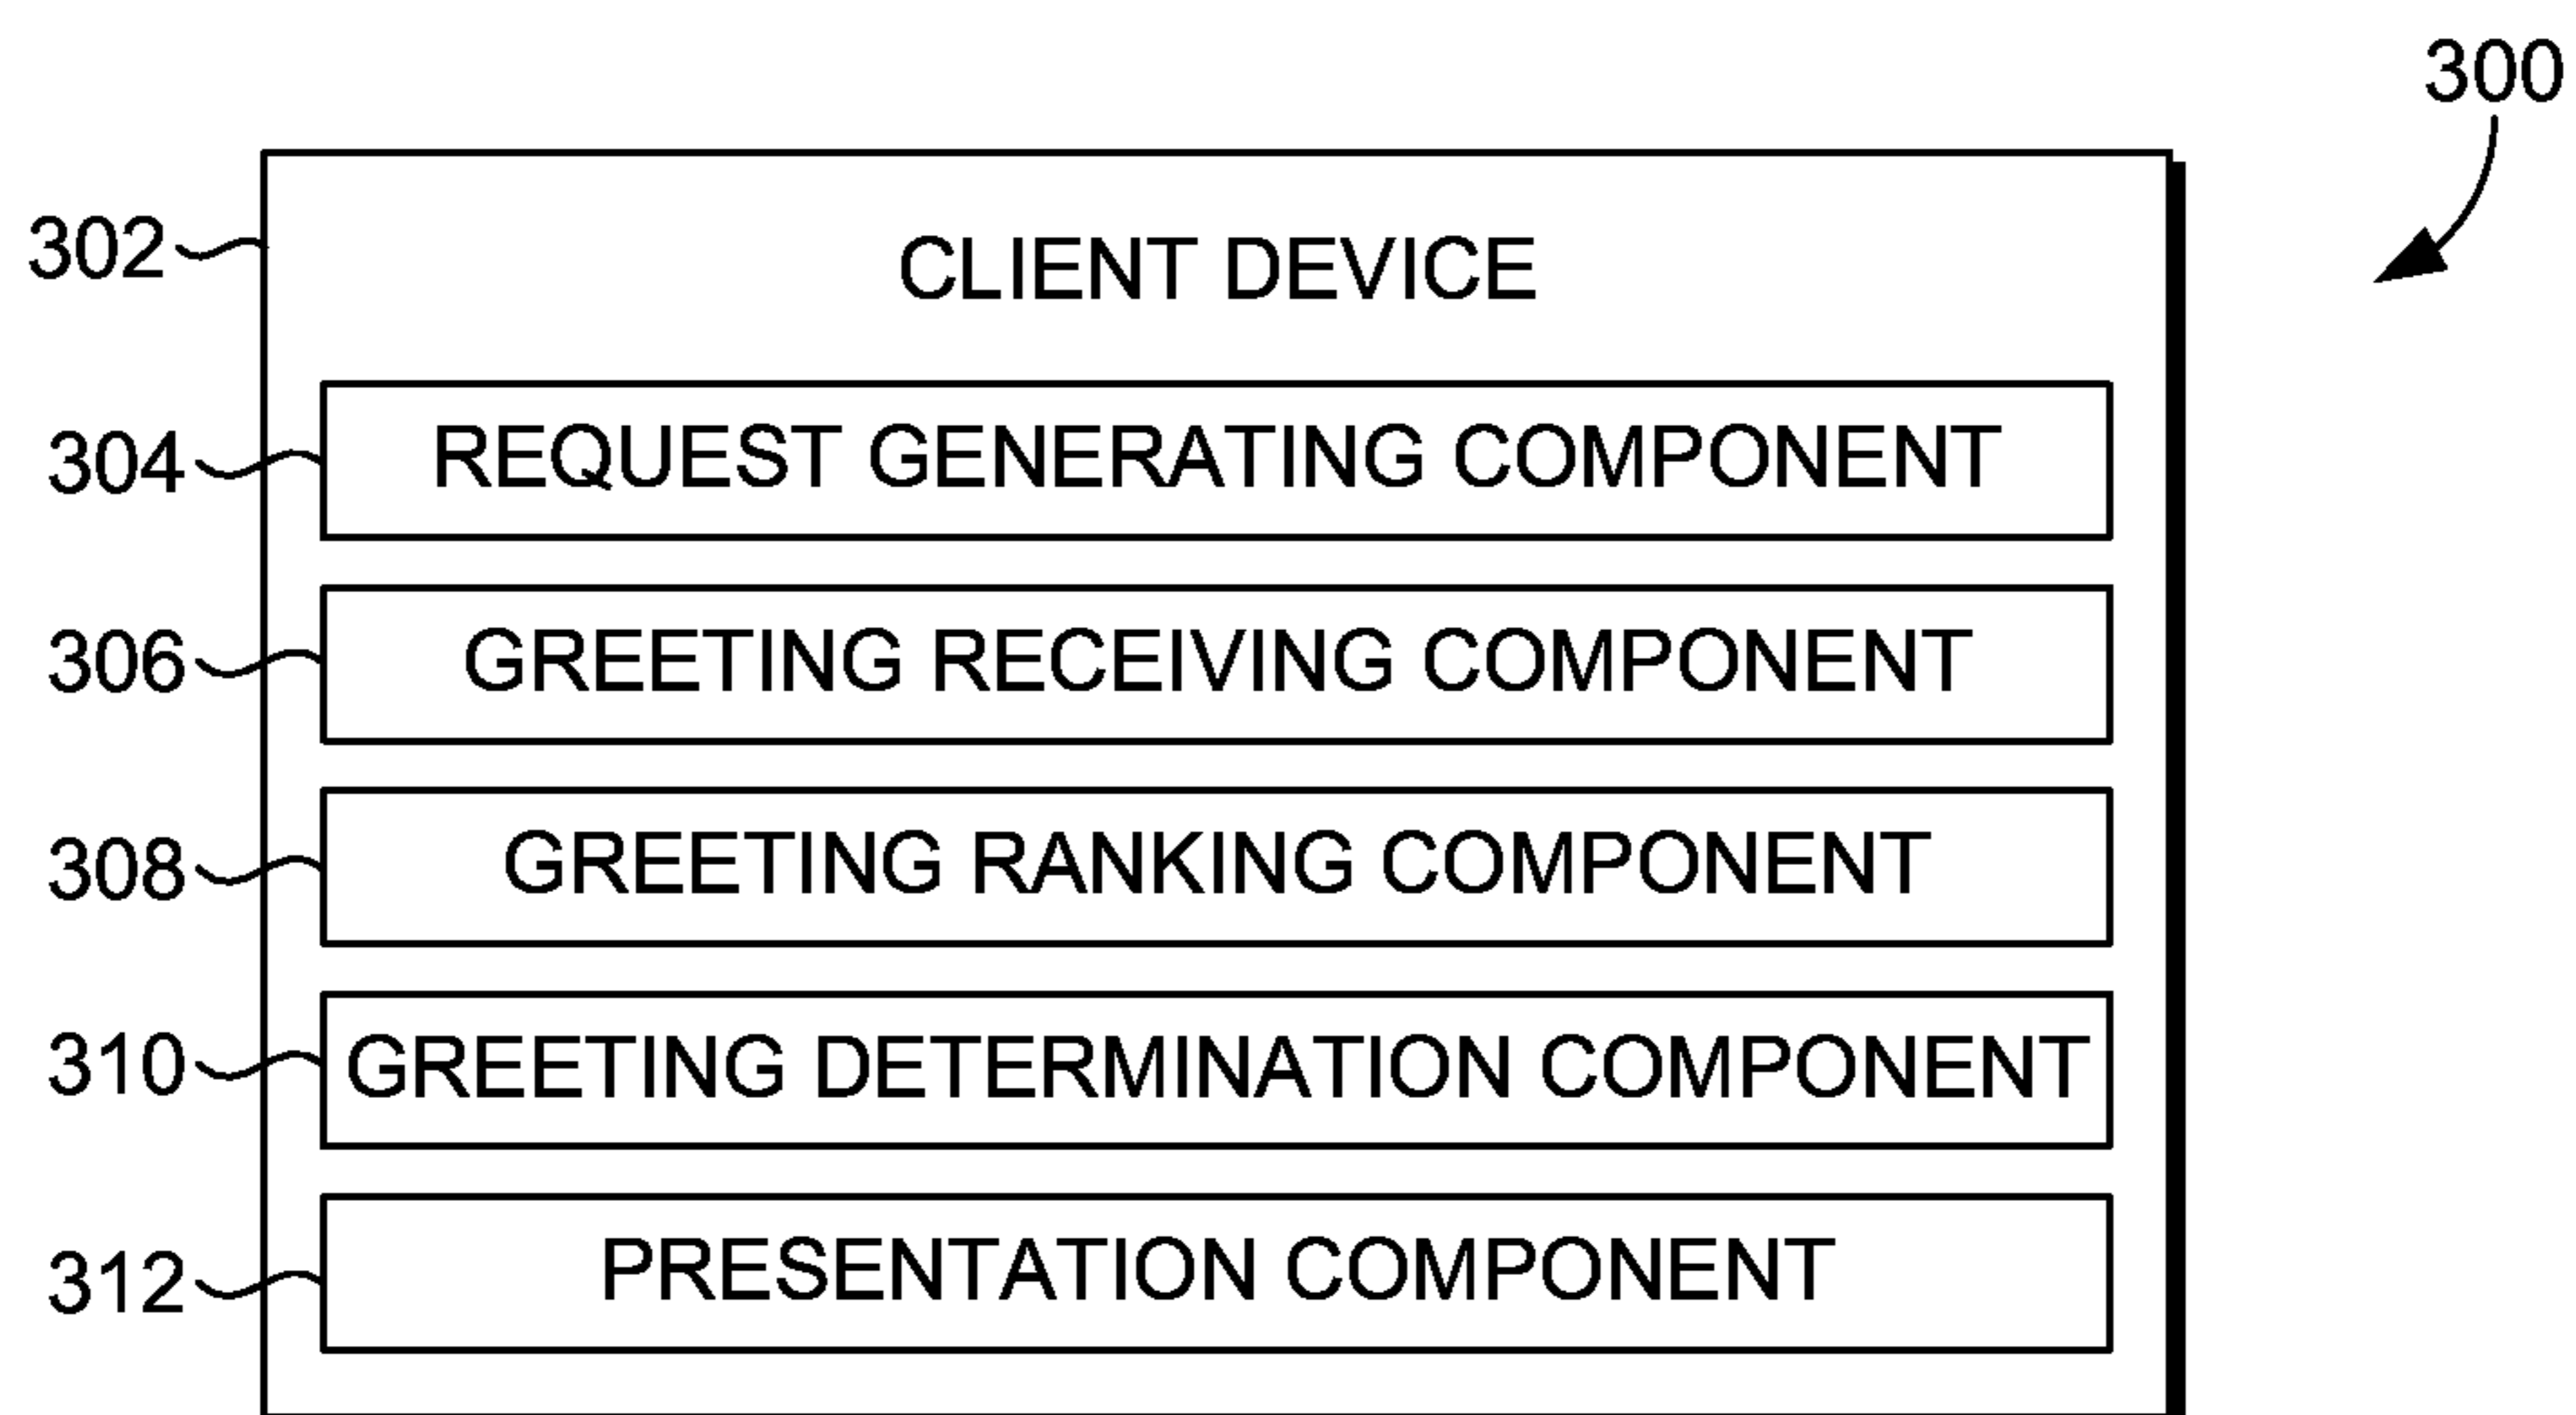 300
302 CLIENT DEVICE
304 REQUEST GENERATING COMPONENT
306 GREETING RECEIVING COMPONENT
308 GREETING RANKING COMPONENT
310 GREETING DETERMINATION COMPONENT
312 PRESENTATION COMPONENT